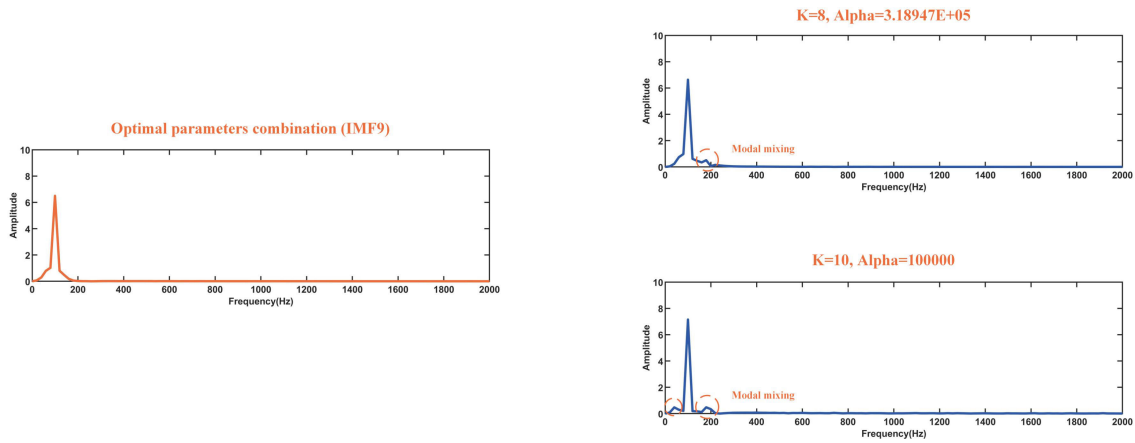 Optimal parameters combination (IMF9)
10
8
6
4
2
0
Amplitude
0 200 400 600 800 1000 1200 1400 1600 1800 2000
Frequency(Hz)
K=8, Alpha=3.18947E+05
10
8
6
4
2
0
Amplitude
Modal mixing
0 200 400 600 800 1000 1200 1400 1600 1800 2000
Frequency(Hz)
K=10, Alpha=100000
10
8
6
4
2
0
Amplitude
Modal mixing
0 200 400 600 800 1000 1200 1400 1600 1800 2000
Frequency(Hz)